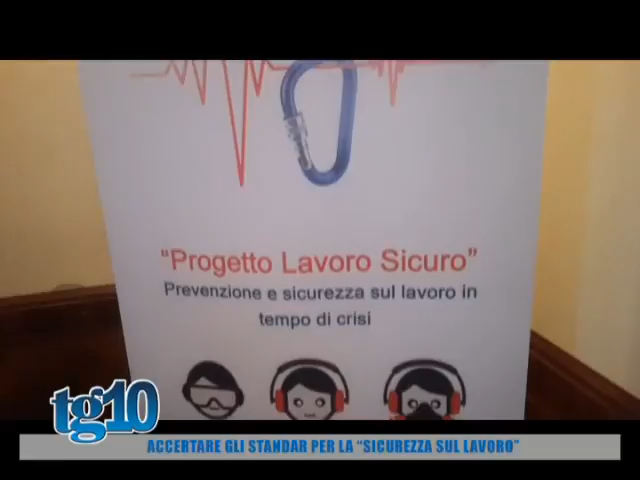 "Progetto Lavoro Sicuro"
Prevenzione e sicurezza sul lavoro in
tempo di crisi
tg10
ACCERTARE GLI STANDAR PER LA "SICUREZZA SUL LAVORO"